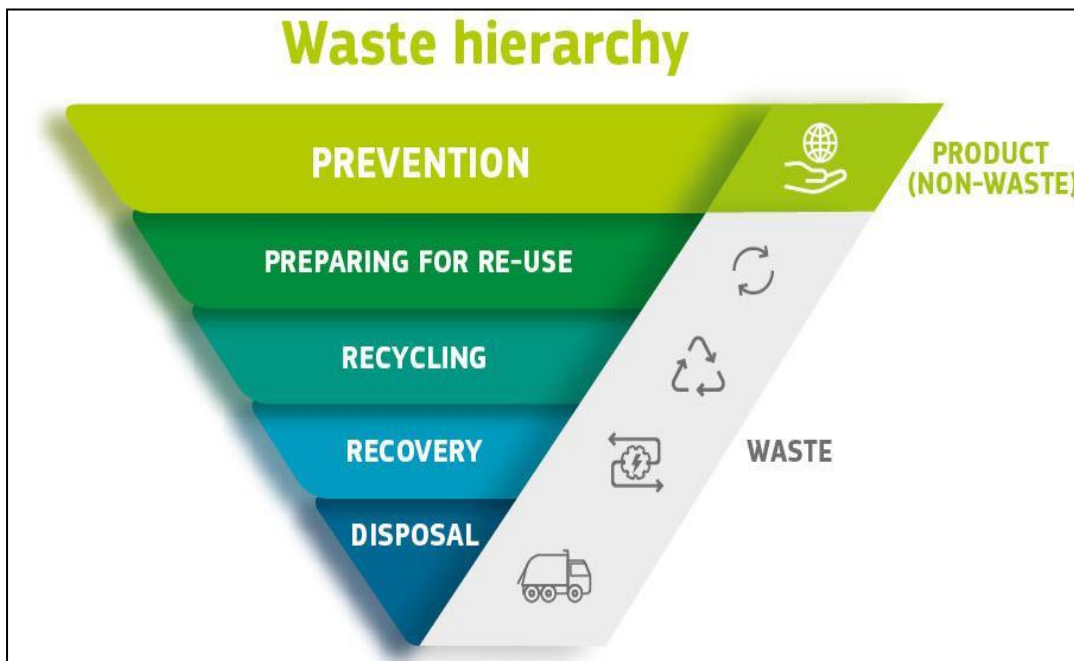 Waste hierarchy
PREVENTION
PRODUCT
(NON-WASTE)
PREPARING FOR RE-USE
RECYCLING
RECOVERY
WASTE
DISPOSAL